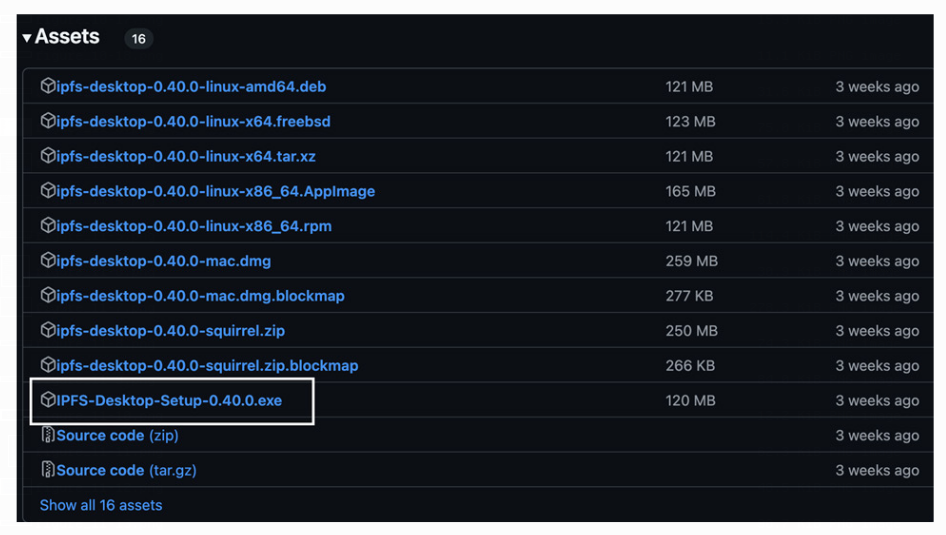 Assets 16
ipfs-desktop-0.40.0-linux-amd64.deb 121 MB 3 weeks ago
ipfs-desktop-0.40.0-linux-x64.freebsd 123 MB 3 weeks ago
ipfs-desktop-0.40.0-linux-x64.tar.xz 121 MB 3 weeks ago
ipfs-desktop-0.40.0-linux-x86_64.AppImage 165 MB 3 weeks ago
ipfs-desktop-0.40.0-linux-x86_64.rpm 121 MB 3 weeks ago
ipfs-desktop-0.40.0-mac.dmg 259 MB 3 weeks ago
ipfs-desktop-0.40.0-mac.dmg.blockmap 277 KB 3 weeks ago
ipfs-desktop-0.40.0-squirrel.zip 250 MB 3 weeks ago
ipfs-desktop-0.40.0-squirrel.zip.blockmap 266 KB 3 weeks ago
IPFS-Desktop-Setup-0.40.0.exe 120 MB 3 weeks ago
Source code (zip) 3 weeks ago
Source code (tar.gz) 3 weeks ago
Show all 16 assets